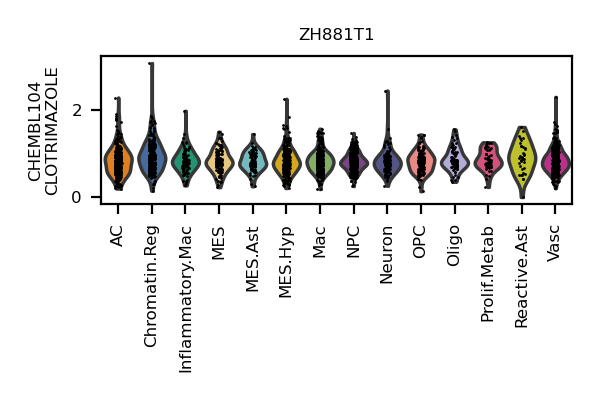 ZH881T1
CHEMBL104
CLOTRIMAZOLE
2
0
AC
Chromatin.Reg
Inflammatory.Mac
MES
MES.Ast
MES.Hyp
Mac
NPC
Neuron
OPC
Oligo
Prolif.Metab
Reactive.Ast
Vasc